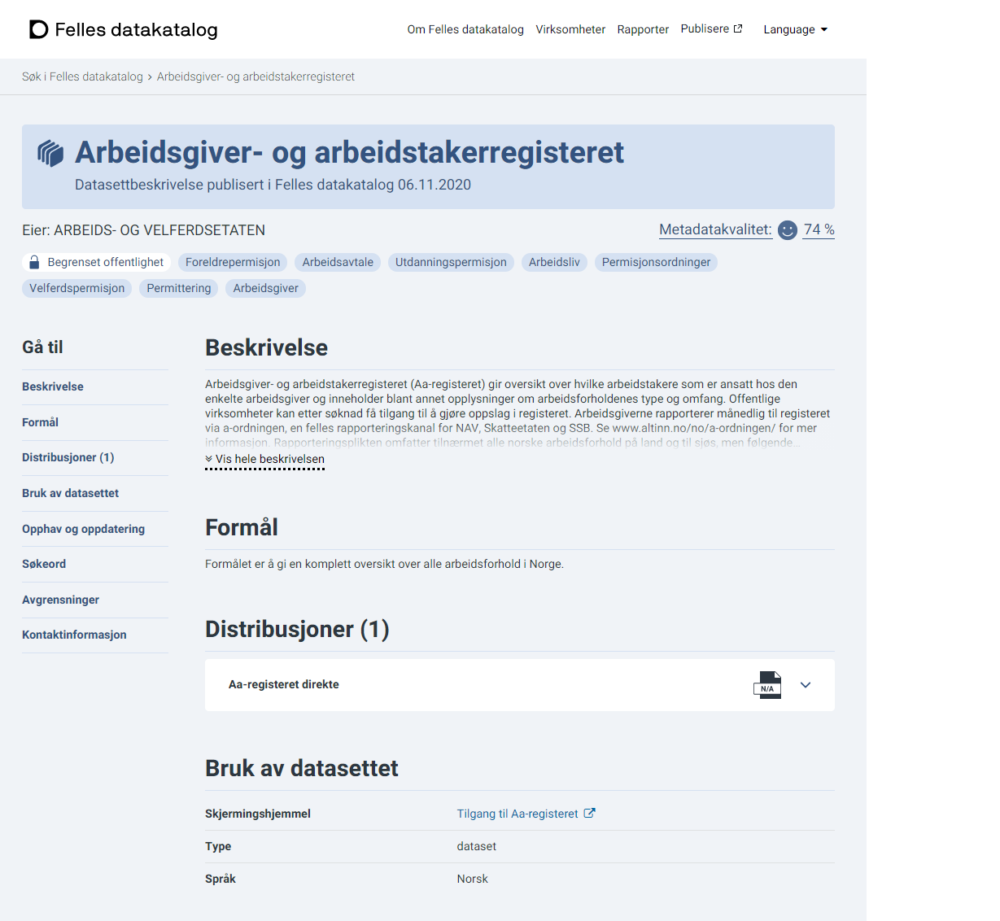 Felles datakatalog
Om Felles datakatalog Virksomheter Rapporter Publisere Language
Søk i Felles datakatalog › Arbeidsgiver- og arbeidstakerregisteret
Arbeidsgiver- og arbeidstakerregisteret
Datasettbeskrivelse publisert i Felles datakatalog 06.11.2020
Eier: ARBEIDS- OG VELFERDSETATEN
Metadatakvalitet: 74 %
Begrenset offentlighet Foreldrepermisjon Arbeidsavtale Utdanningspermisjon Arbeidsliv Permisjonsordninger
Velferdspermisjon Permittering Arbeidsgiver
Gå til
Beskrivelse
Formål
Distribusjoner (1)
Bruk av datasettet
Opphav og oppdatering
Søkeord
Avgrensninger
Kontaktinformasjon
Beskrivelse
Arbeidsgiver- og arbeidstakerregisteret (Aa-registeret) gir oversikt over hvilke arbeidstakere som er ansatt hos den
enkelte arbeidsgiver og inneholder blant annet opplysninger om arbeidsforholdenes type og omfang. Offentlige
virksomheter kan etter søknad få tilgang til å gjøre oppslag i registeret. Arbeidsgiverne rapporterer månedlig til registeret
via a-ordningen, en felles rapporteringskanal for NAV, Skatteetaten og SSB. Se www.altinn.no/no/a-ordningen/ for mer
informasjon. Rapporteringsplikten omfatter tilnærmet alle norske arbeidsforhold på land og til sjøs, men følgende...
Vis hele beskrivelsen
Formål
Formålet er å gi en komplett oversikt over alle arbeidsforhold i Norge.
Distribusjoner (1)
Aa-registeret direkte
N/A
Bruk av datasettet
Skjermingshjemmel Tilgang til Aa-registeret
Type dataset
Språk Norsk